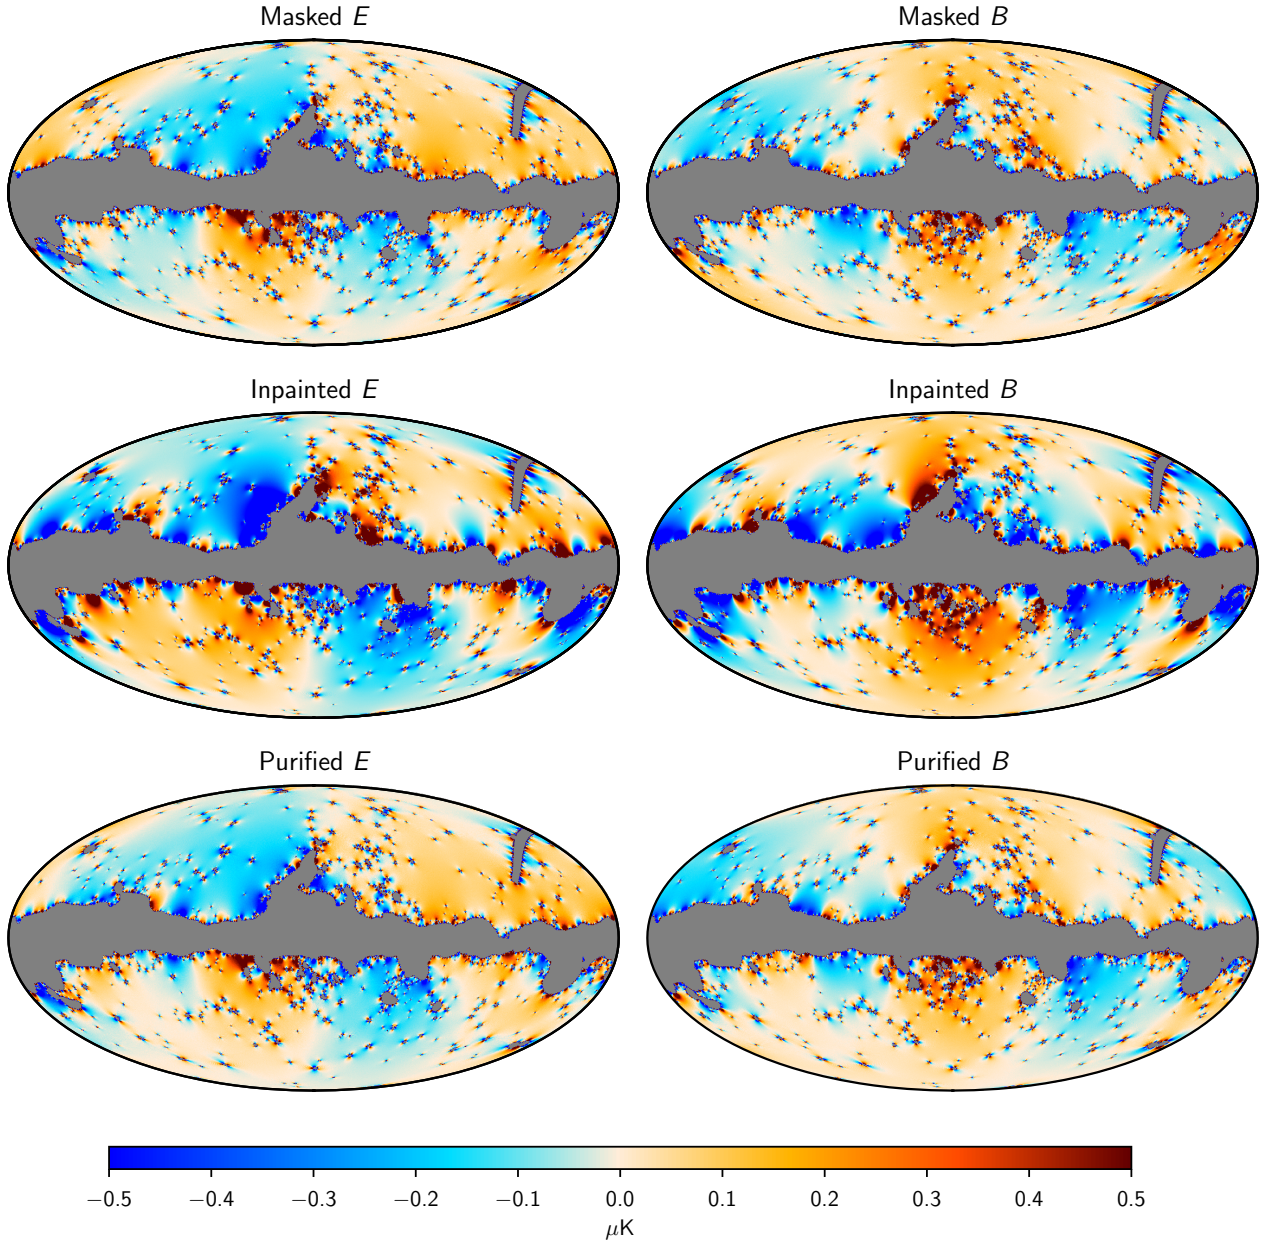 Masked E
Masked B
Inpainted E
Inpainted B
Purified E
Purified B
−0.5 −0.4 −0.3 −0.2 −0.1 0.0 0.1 0.2 0.3 0.4 0.5
μK